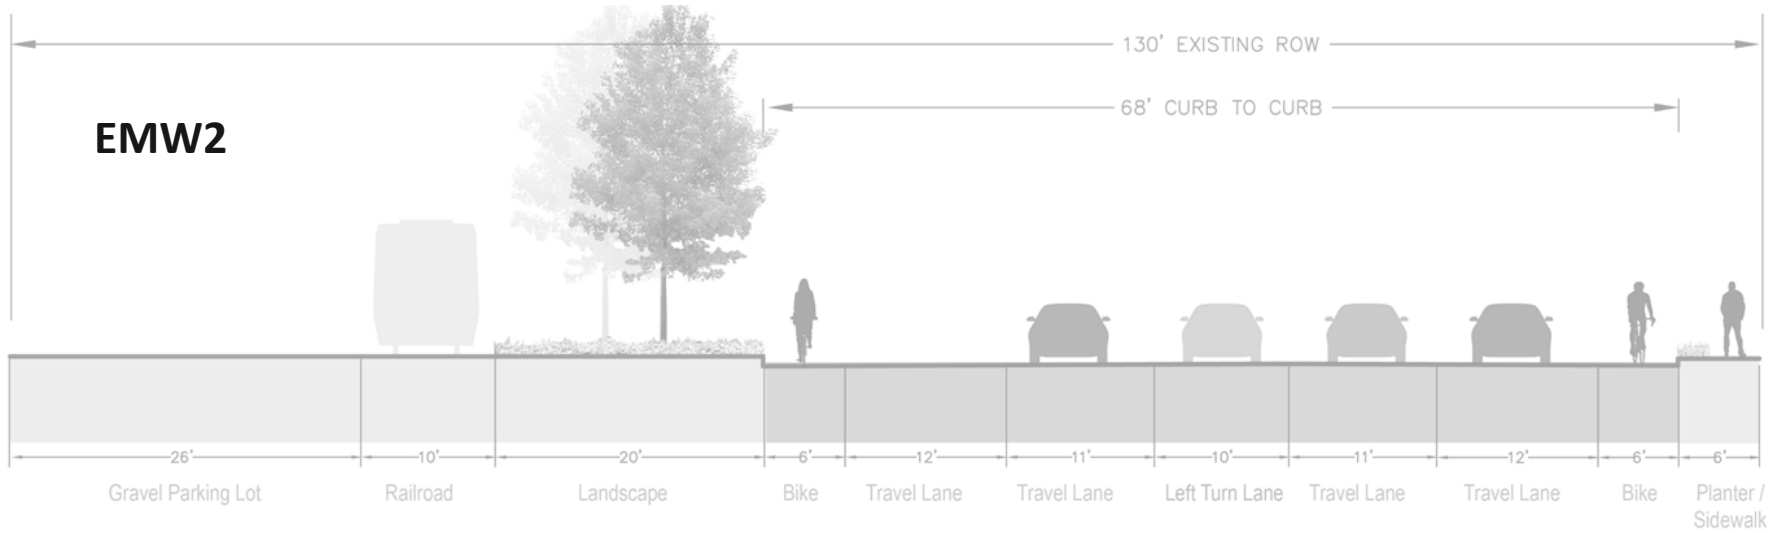 130' EXISTING ROW
68' CURB TO CURB
EMW2
26' 10' 20' 6' 12' 11' 10' 11' 12' 6' 6'
Gravel Parking Lot Railroad Landscape Bike Travel Lane Travel Lane Left Turn Lane Travel Lane Travel Lane Bike Planter /
Sidewalk